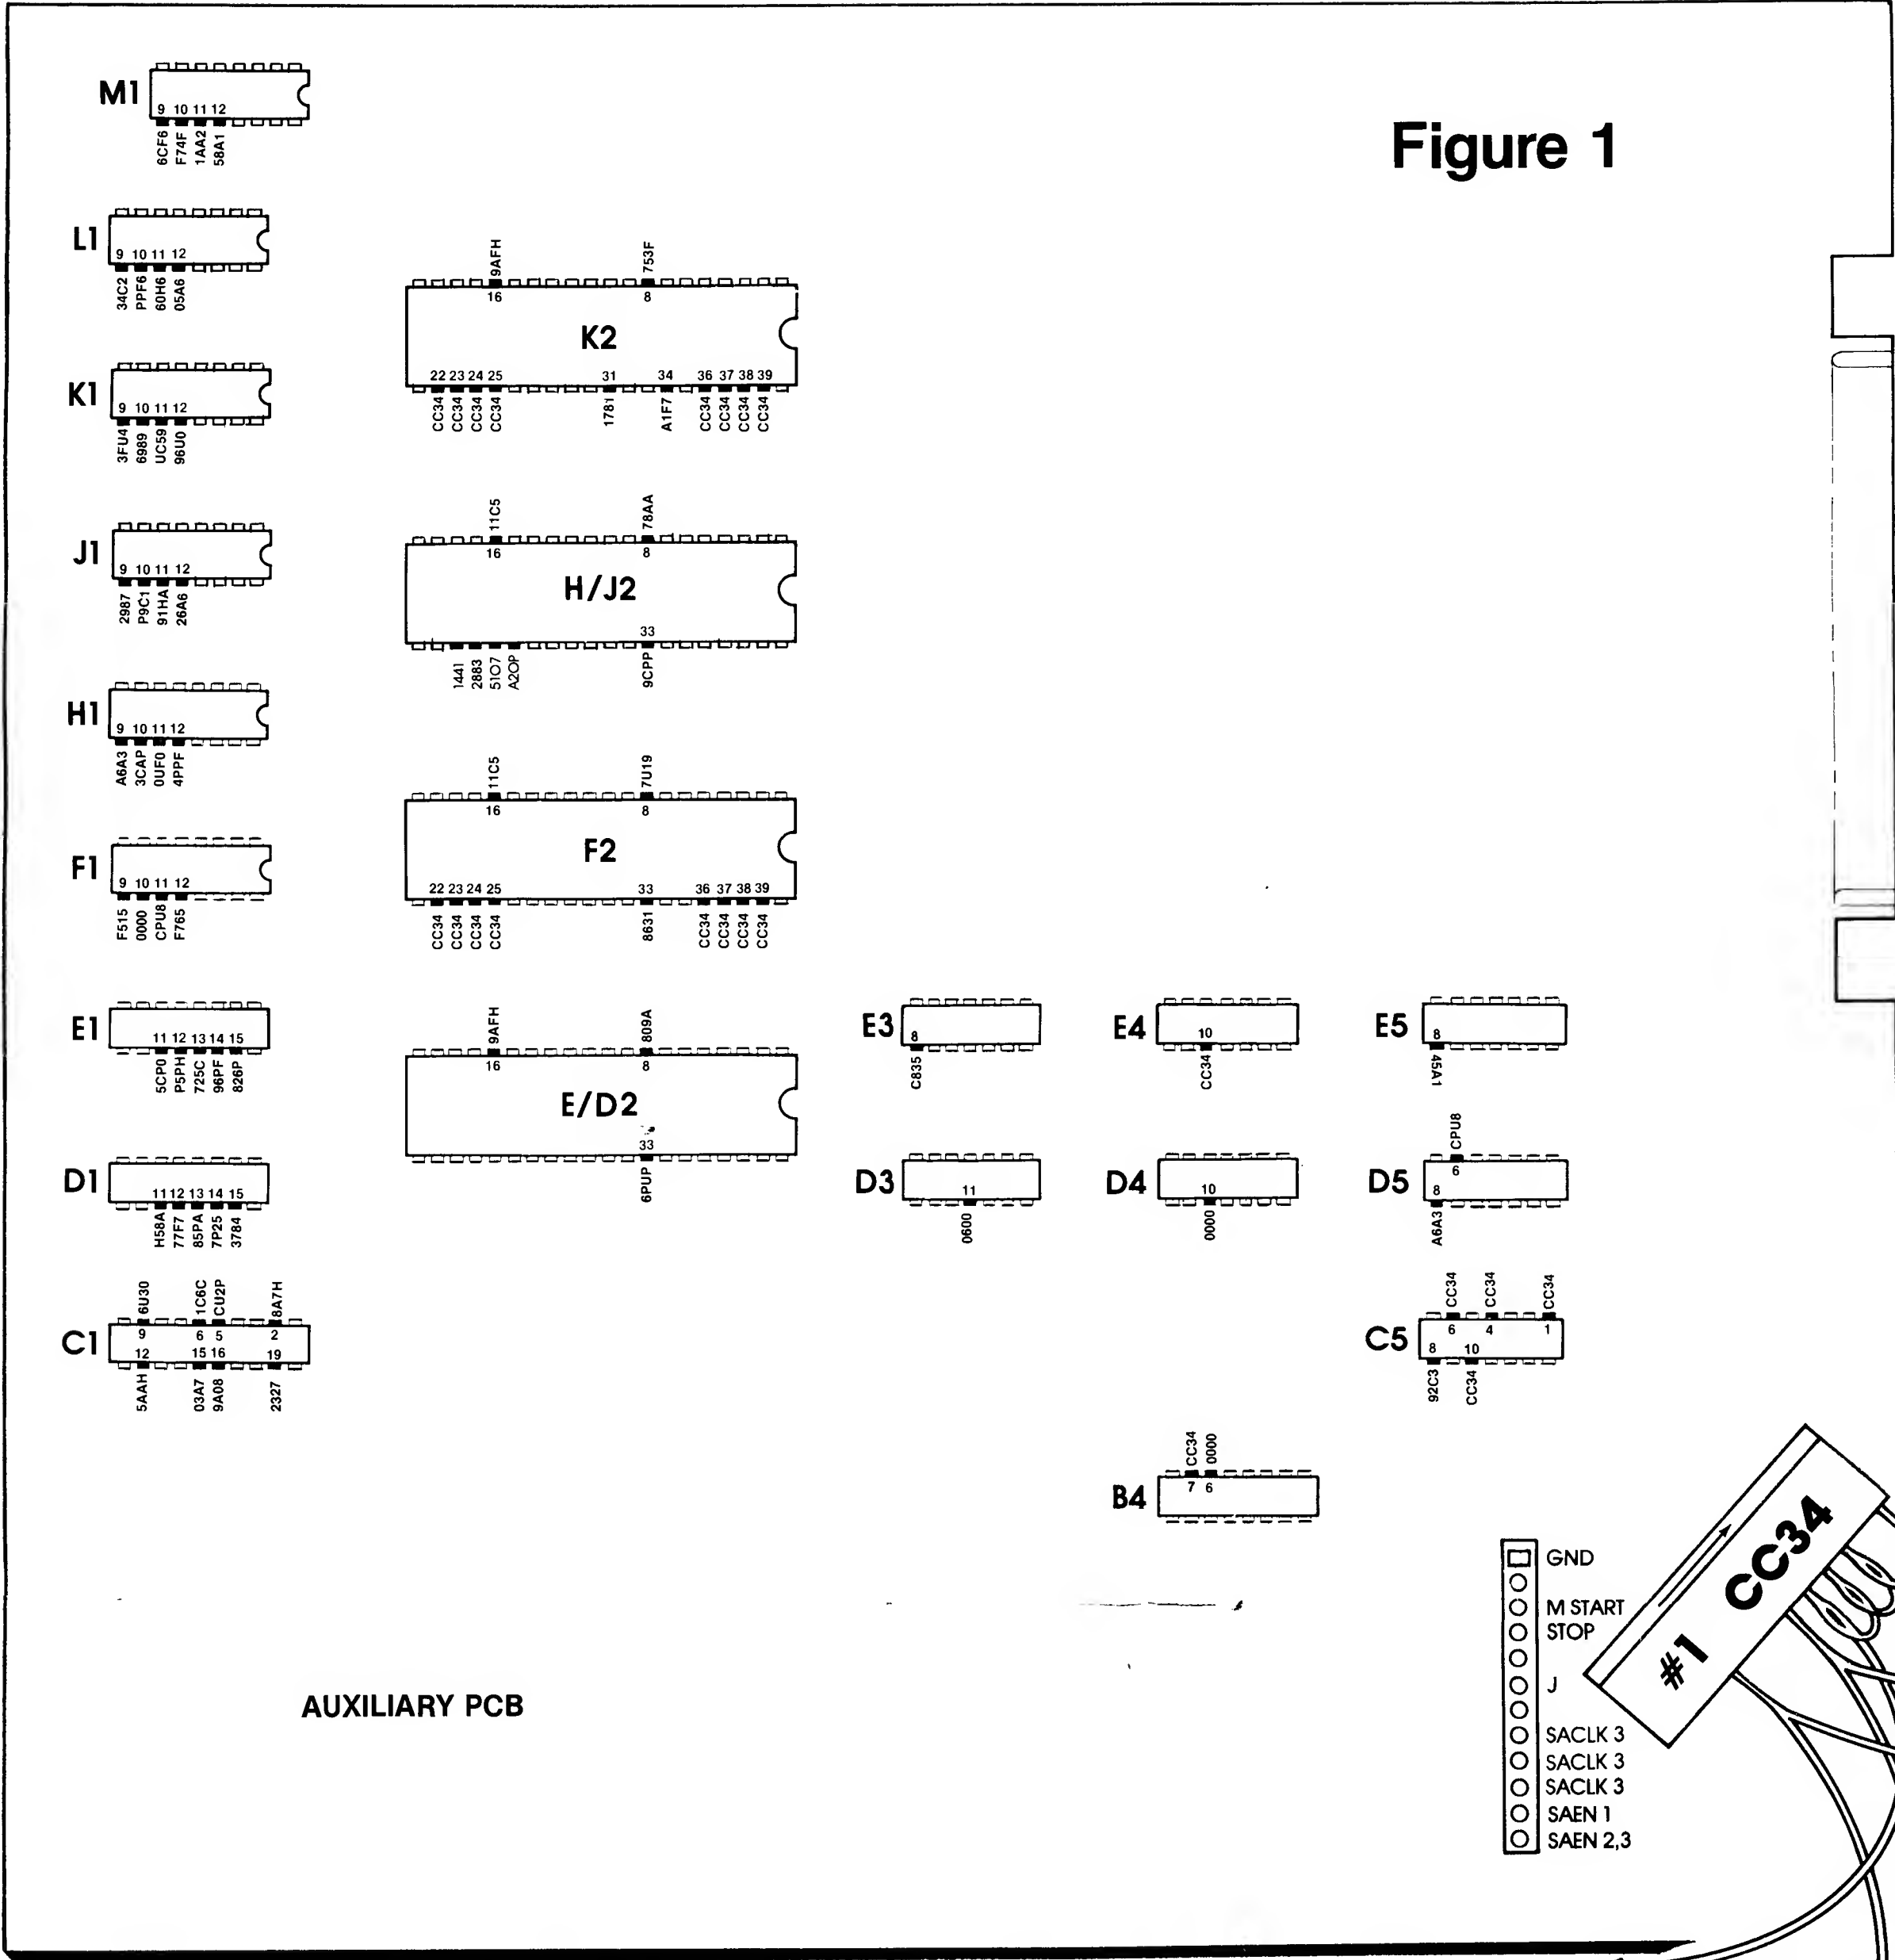 Figure 1
M1
9 10 11 12
6CF6 F74F 1AA2 58A1
L1
9 10 11 12
34C2 PPF6 60H6 05A6
K1
9 10 11 12
3FU4 6989 UC59 96U0
J1
9 10 11 12
2987 P9C1 91HA 26A6
H1
9 10 11 12
A6A3 3CAP 0UF0 4PPF
F1
9 10 11 12
F515 0000 CPU8 F765
E1
11 12 13 14 15
5CP0 P5PH 725C 96PF 826P
D1
11 12 13 14 15
H58A 77F7 85PA 7P25 3784
6U30 1C6C CU2P 8A7H
C1
9 6 5 2
12 15 16 19
5AAH 03A7 9A08 2327
9AFH 753F
16 8
K2
22 23 24 25 31 34 36 37 38 39
CC34 CC34 CC34 CC34 1781 A1F7 CC34 CC34 CC34 CC34
11C5 78AA
16 8
H/J2
33
1441 2883 51O7 A2OP 9CPP
11C5 7U19
16 8
F2
22 23 24 25 33 36 37 38 39
CC34 CC34 CC34 CC34 8631 CC34 CC34 CC34 CC34
9AFH 809A
16 8
E/D2
33
6PUP
E3
8
C835
E4
10
CC34
E5
8
45A1
D3
11
0600
D4
10
0000
CPU8
D5
6
8
A6A3
CC34 CC34 CC34
C5
6 4 1
8 10
92C3 CC34
CC34 0000
B4
7 6
GND
M START
STOP
J
SACLK 3
SACLK 3
SACLK 3
SAEN 1
SAEN 2,3
#1 CC34
AUXILIARY PCB